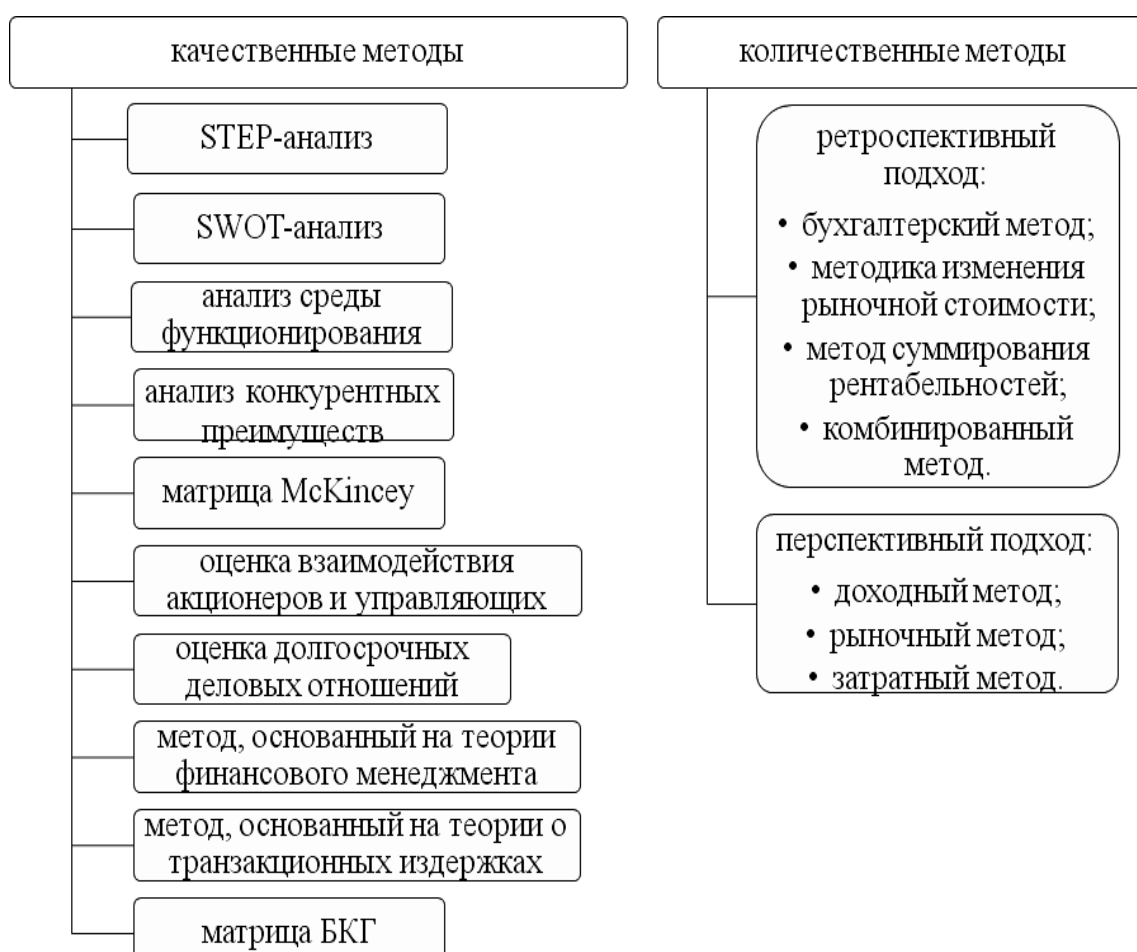 качественные методы
STEP-анализ
SWOT-анализ
анализ среды
функционирования
анализ конкурентных
преимуществ
матрица McKincey
оценка взаимодействия
акционеров и управляющих
оценка долгосрочных
деловых отношений
метод, основанный на теории
финансового менеджмента
метод, основанный на теории о
транзакционных издержках
матрица БКГ
количественные методы
ретроспективный
подход:
• бухгалтерский метод;
• методика изменения
рыночной стоимости;
• метод суммирования
рентабельностей;
• комбинированный
метод.
перспективный подход:
• доходный метод;
• рыночный метод;
• затратный метод.